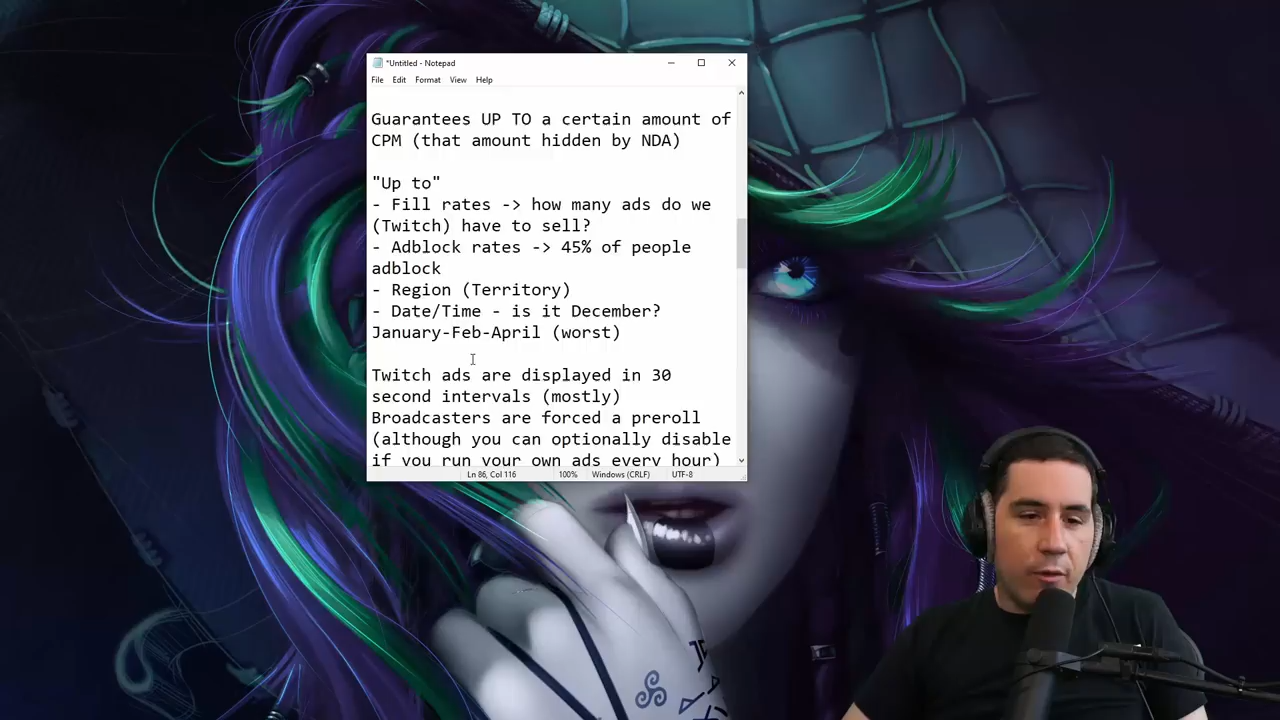 *Untitled - Notepad
File Edit Format View Help
Guarantees UP TO a certain amount of
CPM (that amount hidden by NDA)
"Up to"
- Fill rates -> how many ads do we
(Twitch) have to sell?
- Adblock rates -> 45% of people
adblock
- Region (Territory)
- Date/Time - is it December?
January-Feb-April (worst)
Twitch ads are displayed in 30
second intervals (mostly)
Broadcasters are forced a preroll
(although you can optionally disable
if you run your own ads every hour)
Ln 86, Col 116 100% Windows (CRLF) UTF-8